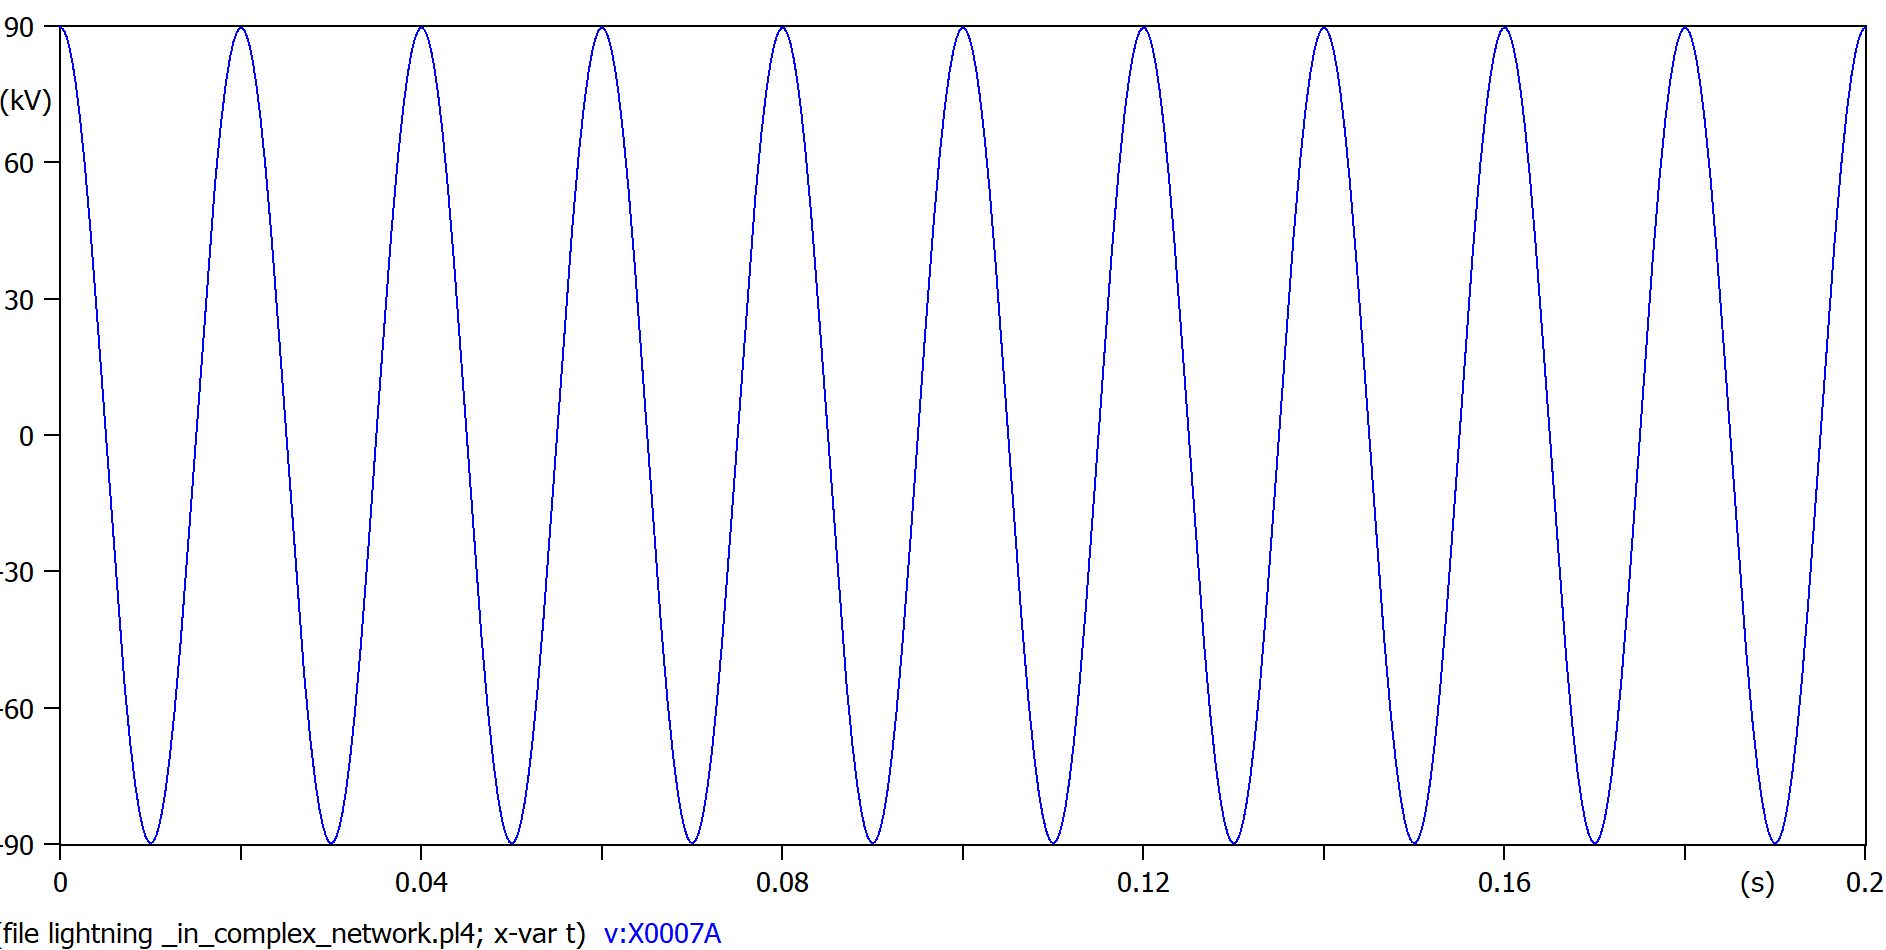 90
(kV)
60
30
0
-30
-60
-90
0 0.04 0.08 0.12 0.16 (s) 0.2
(file lightning _in_complex_network.pl4; x-var t) v:X0007A